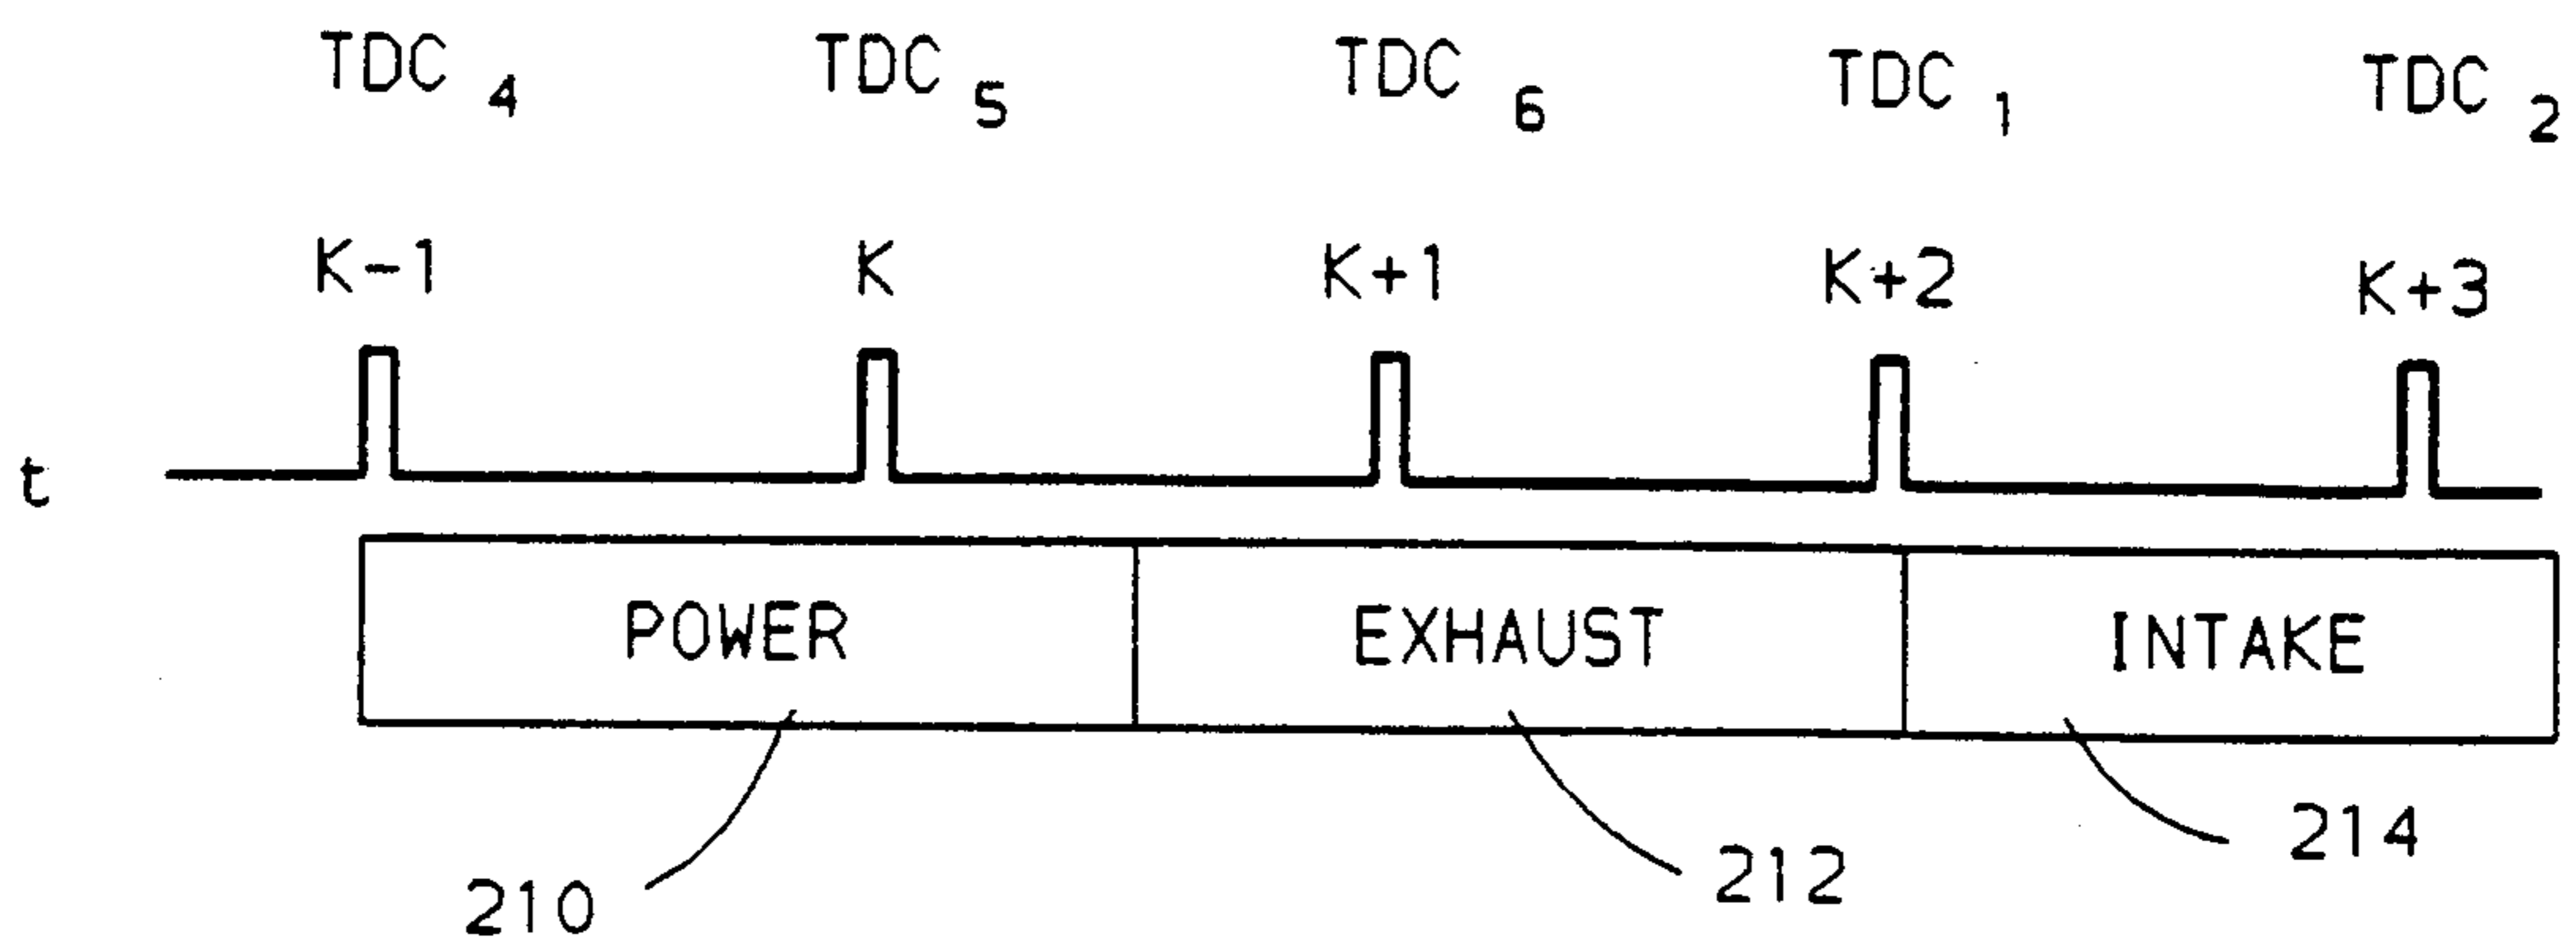 TDC 4 TDC 5 TDC 6 TDC 1 TDC 2
K-1 K K+1 K+2 K+3
t
POWER EXHAUST INTAKE
210 212 214